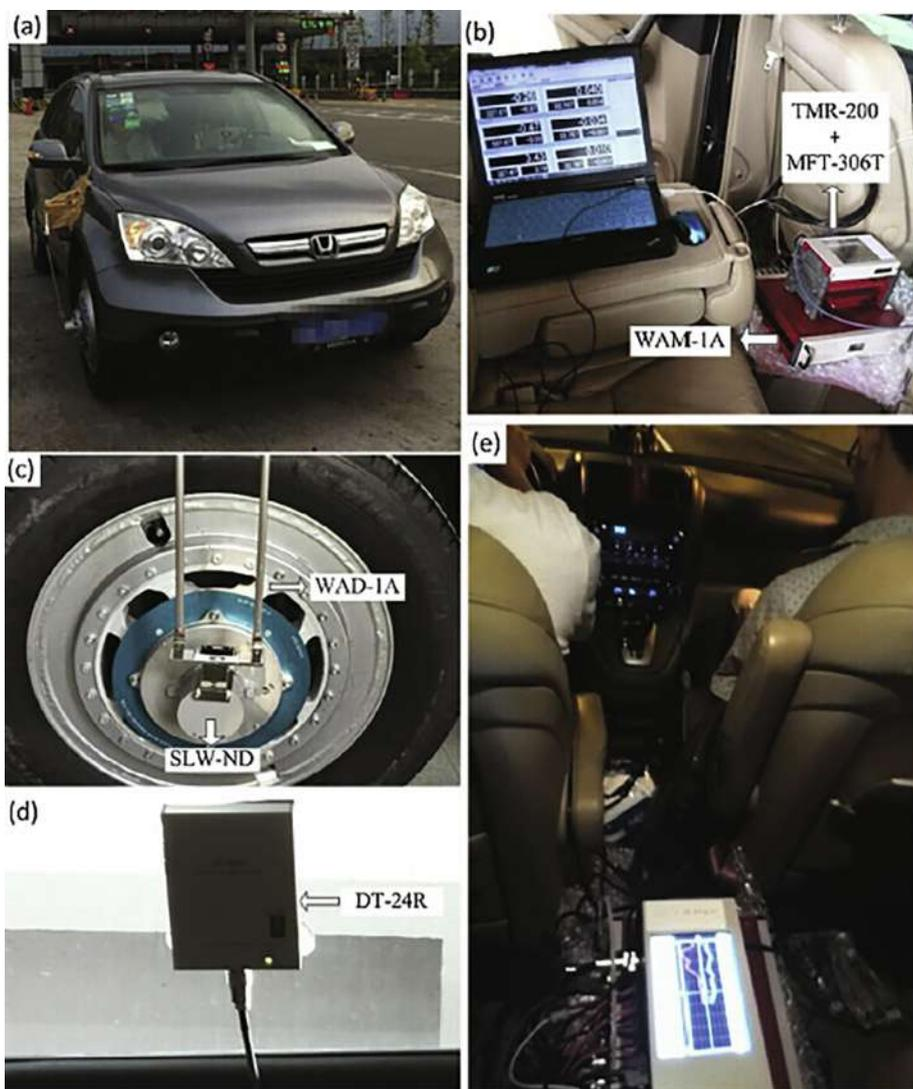 (a)
(b)
TMR-200
+
MFT-306T
WAM-1A
(c)
WAD-1A
SLW-ND
(d)
DT-24R
(e)